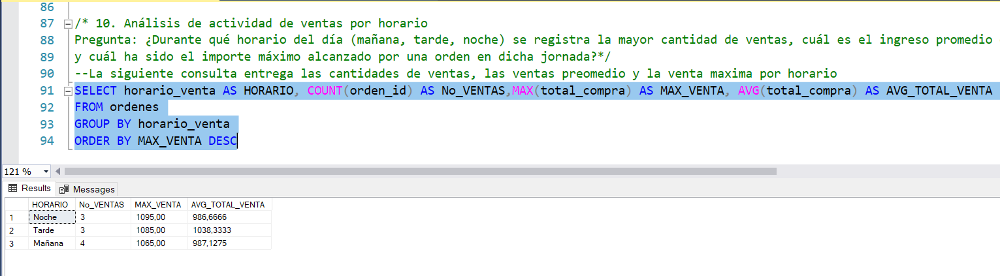 86
87 /* 10. Análisis de actividad de ventas por horario
88 Pregunta: ¿Durante qué horario del día (mañana, tarde, noche) se registra la mayor cantidad de ventas, cuál es el ingreso promedio
89 y cuál ha sido el importe máximo alcanzado por una orden en dicha jornada?*/
90 --La siguiente consulta entrega las cantidades de ventas, las ventas preomedio y la venta maxima por horario
91 SELECT horario_venta AS HORARIO, COUNT(orden_id) AS No_VENTAS,MAX(total_compra) AS MAX_VENTA, AVG(total_compra) AS AVG_TOTAL_VENTA
92 FROM ordenes
93 GROUP BY horario_venta
94 ORDER BY MAX_VENTA DESC
121 %
Results Messages
HORARIO No_VENTAS MAX_VENTA AVG_TOTAL_VENTA
1 Noche 3 1095,00 986,6666
2 Tarde 3 1085,00 1038,3333
3 Mañana 4 1065,00 987,1275